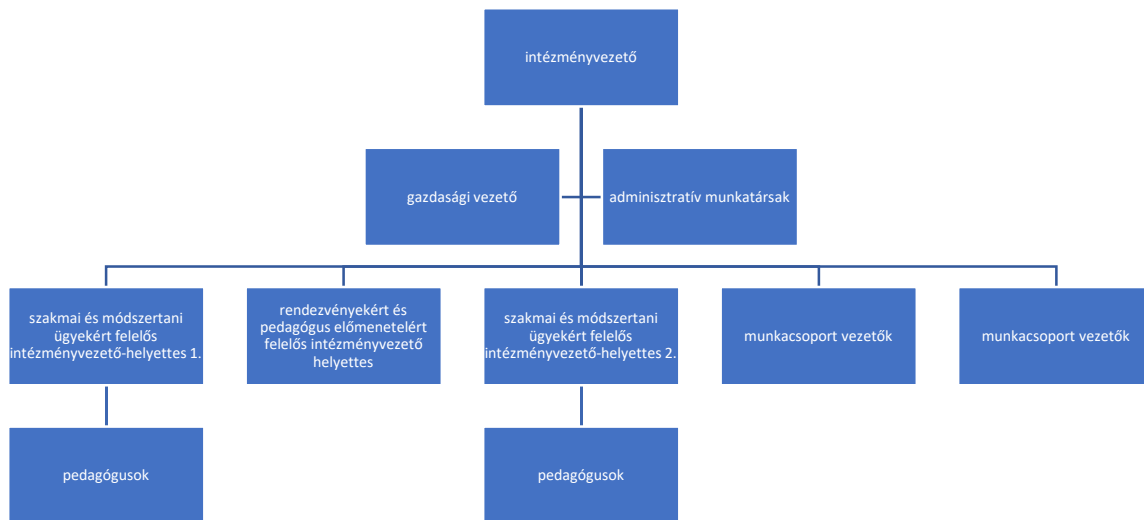 intézményvezető
gazdasági vezető
adminisztratív munkatársak
szakmai és módszertani
ügyekért felelős
intézményvezető-helyettes 1.
rendezvényekért és
pedagógus előmenetelért
felelős intézményvezető
helyettes
szakmai és módszertani
ügyekért felelős
intézményvezető-helyettes 2.
munkacsoport vezetők
munkacsoport vezetők
pedagógusok
pedagógusok